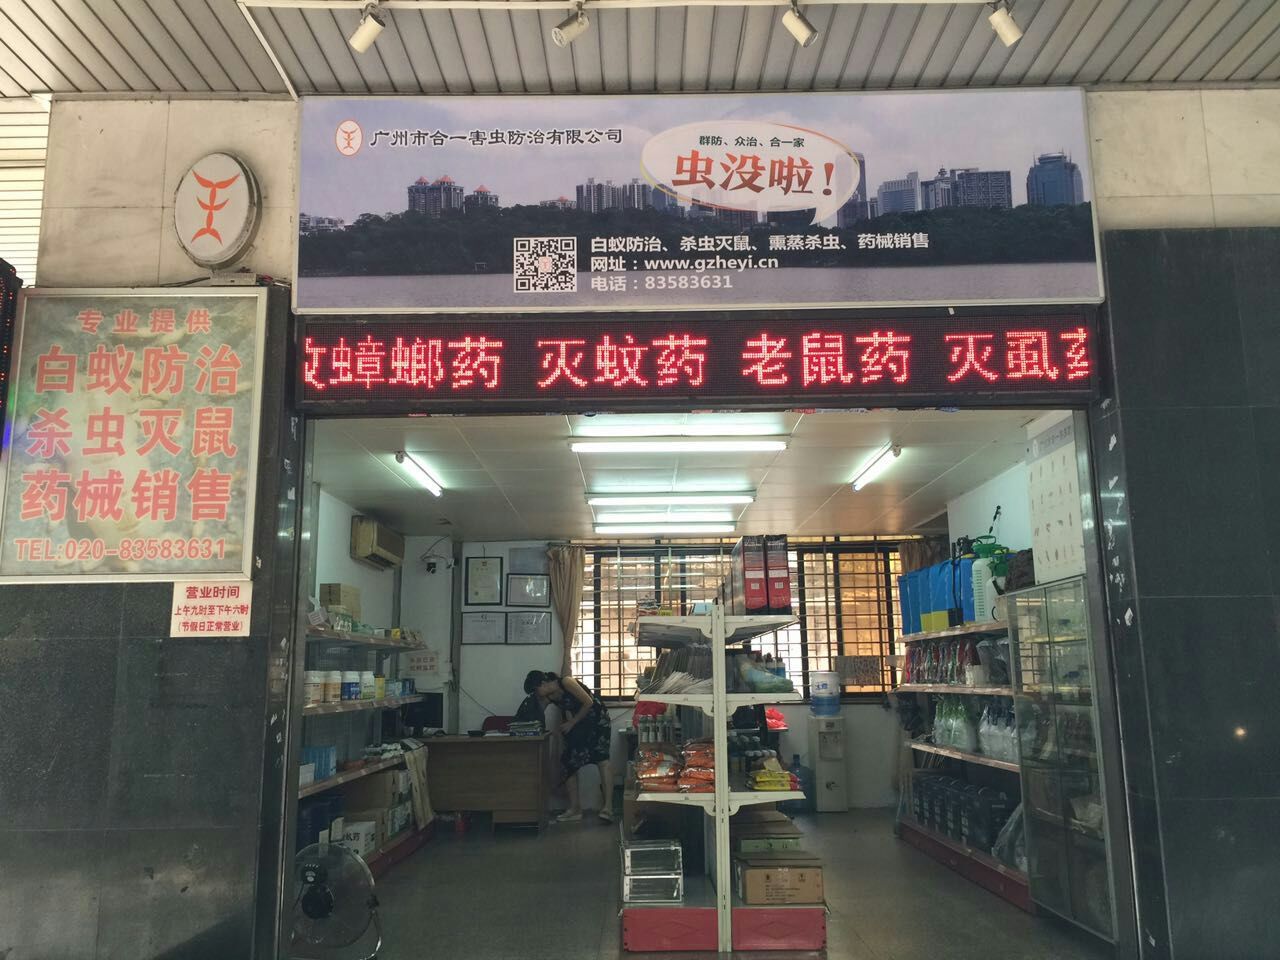 广州市合一害虫防治有限公司
群防、众治、合一家
虫没啦！
白蚁防治、杀虫灭鼠、熏蒸杀虫、药械销售
网址：www.gzheyi.cn
电话：83583631
蟑螂药 灭蚊药 老鼠药 灭虱药
专业提供
白蚁防治
杀虫灭鼠
药械销售
TEL:020-83583631
营业时间
上午九时至下午六时
(节假日正常营业)